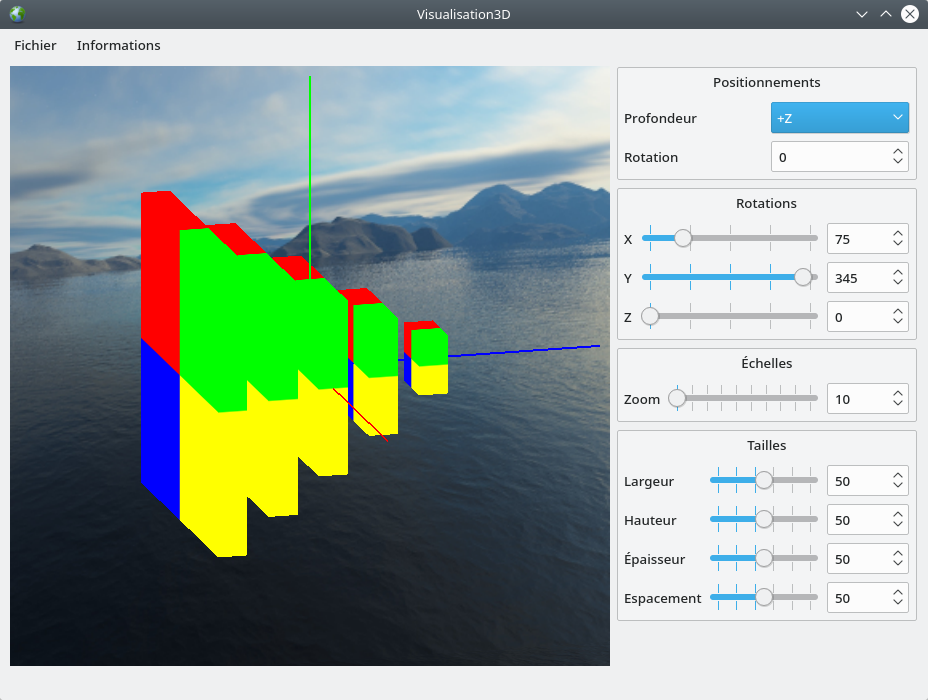 Visualisation3D
Fichier Informations
Positionnements
Profondeur +Z
Rotation 0
Rotations
X 75
Y 345
Z 0
Échelles
Zoom 10
Tailles
Largeur 50
Hauteur 50
Épaisseur 50
Espacement 50